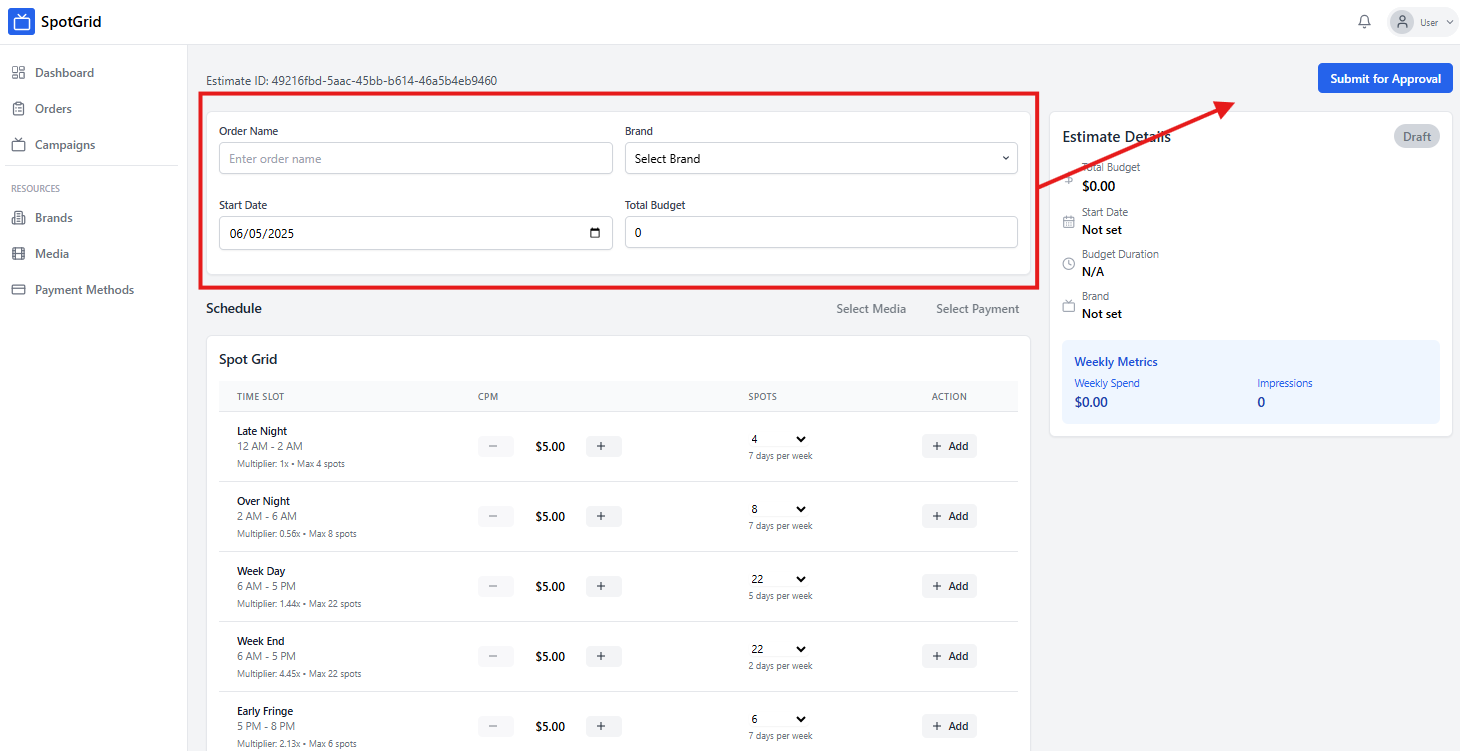 SpotGrid
User
Dashboard
Orders
Campaigns
RESOURCES
Brands
Media
Payment Methods
Estimate ID: 49216fbd-5aac-45bb-b614-46a5b4eb9460
Submit for Approval
Order Name
Enter order name
Brand
Select Brand
Start Date
06/05/2025
Total Budget
0
Schedule
Select Media
Select Payment
Spot Grid
TIME SLOT CPM SPOTS ACTION
Late Night
12 AM - 2 AM
Multiplier: 1x • Max 4 spots
$5.00
4
7 days per week
+ Add
Over Night
2 AM - 6 AM
Multiplier: 0.56x • Max 8 spots
$5.00
8
7 days per week
+ Add
Week Day
6 AM - 5 PM
Multiplier: 1.44x • Max 22 spots
$5.00
22
5 days per week
+ Add
Week End
6 AM - 5 PM
Multiplier: 4.45x • Max 22 spots
$5.00
22
2 days per week
+ Add
Early Fringe
5 PM - 8 PM
Multiplier: 2.13x • Max 6 spots
$5.00
6
7 days per week
+ Add
Estimate Details
Draft
Total Budget
$0.00
Start Date
Not set
Budget Duration
N/A
Brand
Not set
Weekly Metrics
Weekly Spend
$0.00
Impressions
0